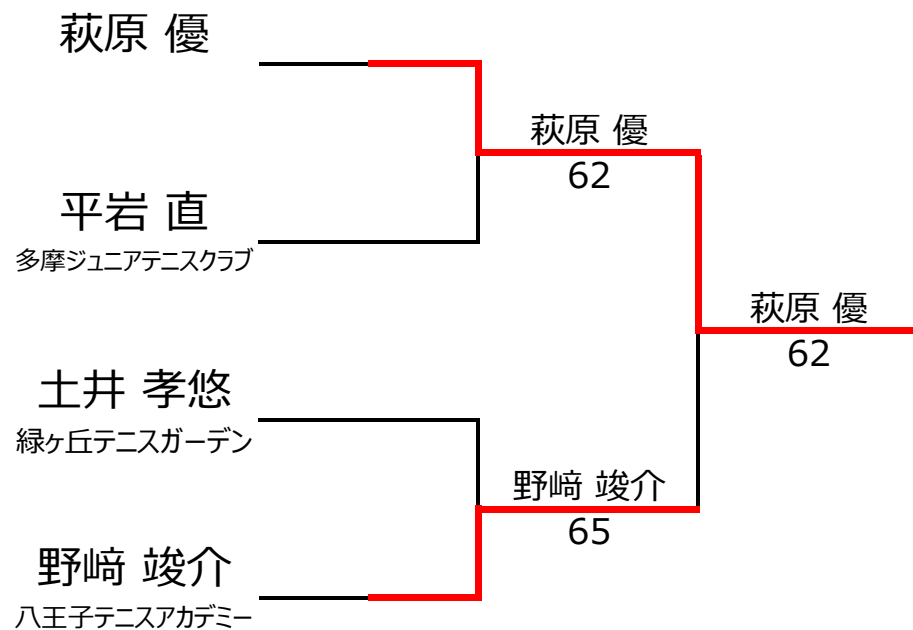 萩原 優
平岩 直
多摩ジュニアテニスクラブ
土井 孝悠
緑ヶ丘テニスガーデン
野﨑 竣介
八王子テニスアカデミー
萩原 優
62
野﨑 竣介
65
萩原 優
62